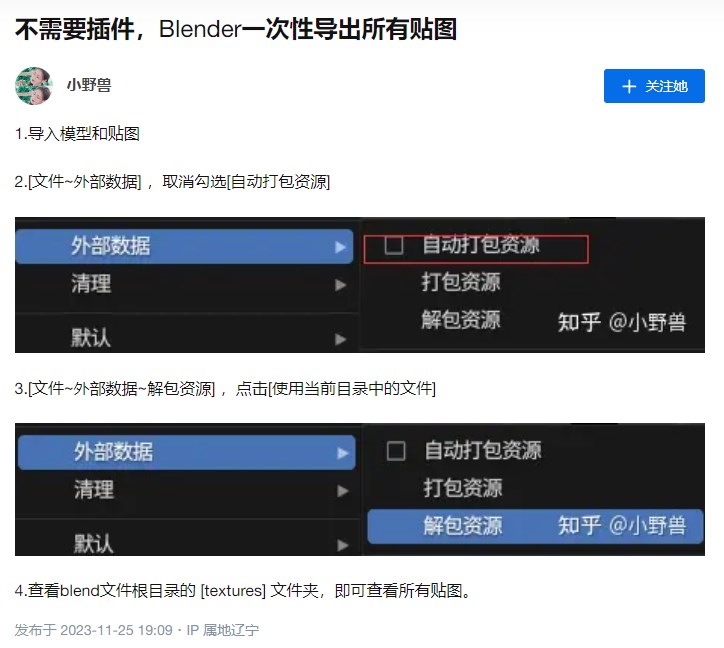 不需要插件，Blender一次性导出所有贴图
小野兽
＋ 关注她
1.导入模型和贴图
2.[文件~外部数据] ，取消勾选[自动打包资源]
外部数据
自动打包资源
清理
打包资源
默认
解包资源
知乎 @小野兽
3.[文件~外部数据~解包资源] ，点击[使用当前目录中的文件]
外部数据
自动打包资源
清理
打包资源
默认
解包资源
知乎 @小野兽
4.查看blend文件根目录的 [textures] 文件夹，即可查看所有贴图。
发布于 2023-11-25 19:09・IP 属地辽宁